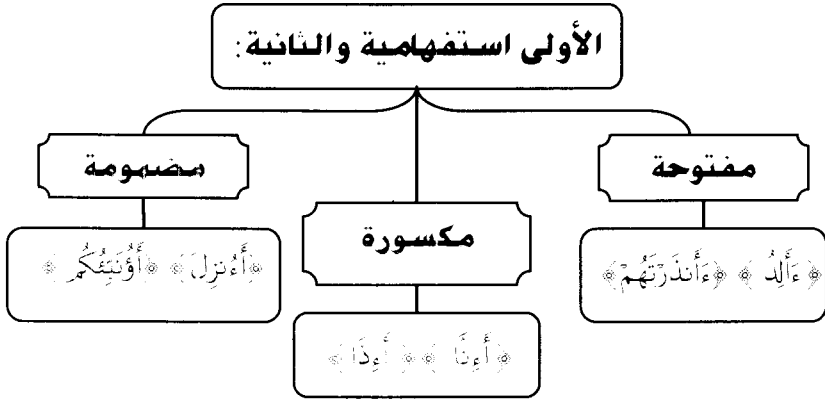 الأولى استفهامية والثانية:
مفتوحة
﴿ءَأَلِدُ﴾ ﴿ءَأَنذَرْتَهُمْ﴾
مكسورة
﴿أَءِنَّا﴾ ﴿أَءِذَا﴾
مضمومة
﴿أَءُنزِلَ﴾ ﴿أَؤُنَبِّئُكُم﴾